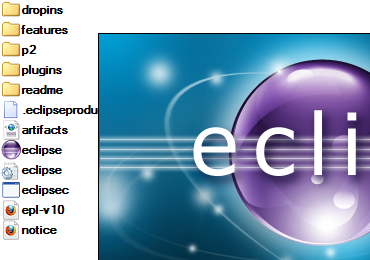 dropins
features
p2
plugins
readme
.eclipseprodu
artifacts
eclipse
eclipse
eclipsec
epl-v10
notice
ecli